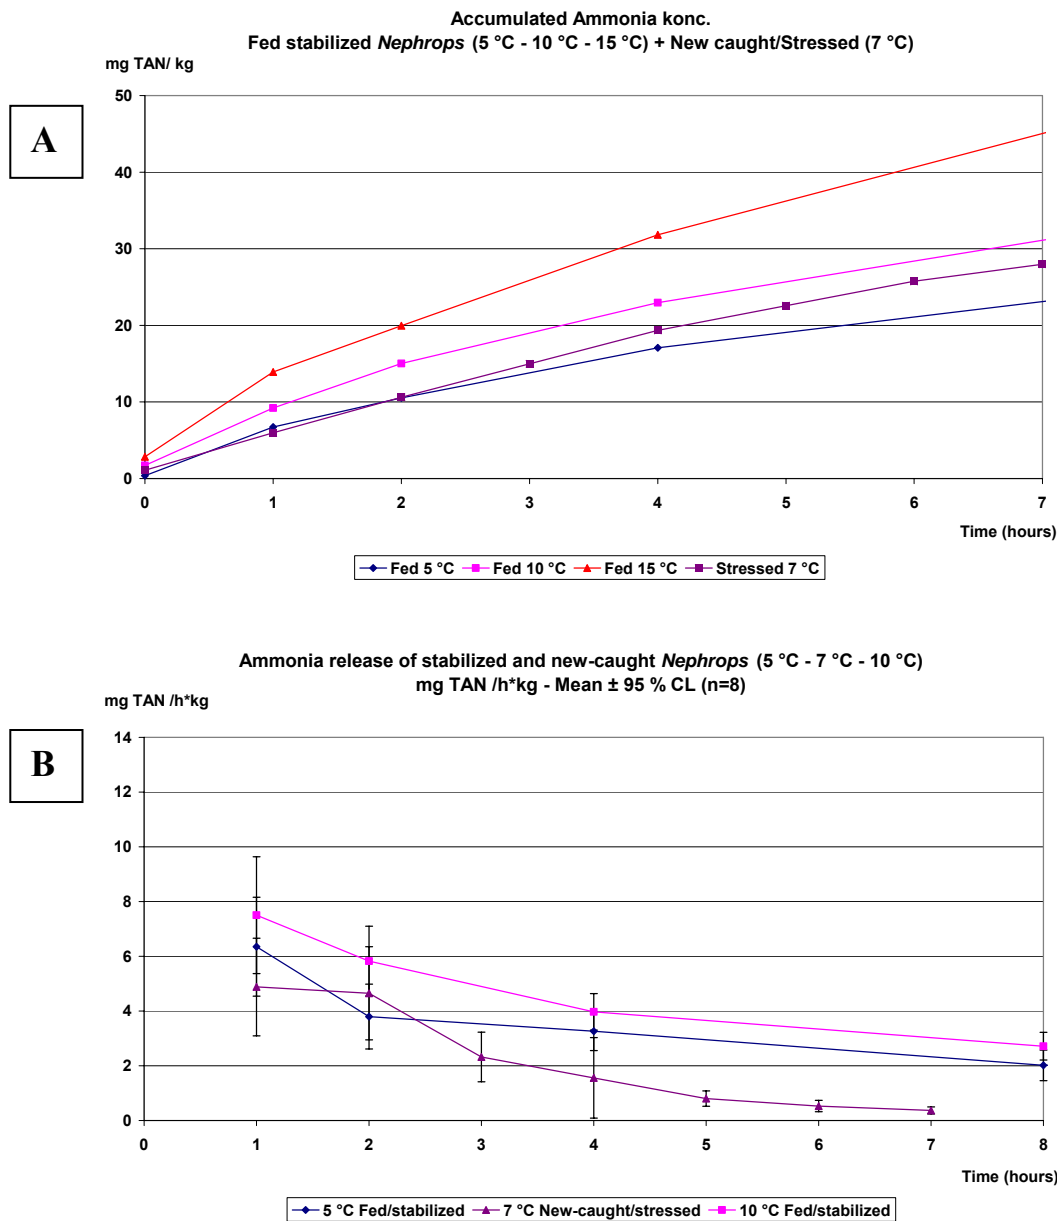 Accumulated Ammonia konc.
Fed stabilized Nephrops (5 °C - 10 °C - 15 °C) + New caught/Stressed (7 °C)
mg TAN/ kg
A
50
40
30
20
10
0
0 1 2 3 4 5 6 7
Time (hours)
Fed 5 °C Fed 10 °C Fed 15 °C Stressed 7 °C
Ammonia release of stabilized and new-caught Nephrops (5 °C - 7 °C - 10 °C)
mg TAN /h*kg - Mean ± 95 % CL (n=8)
mg TAN /h*kg
B
14
12
10
8
6
4
2
0
0 1 2 3 4 5 6 7 8
Time (hours)
5 °C Fed/stabilized 7 °C New-caught/stressed 10 °C Fed/stabilized